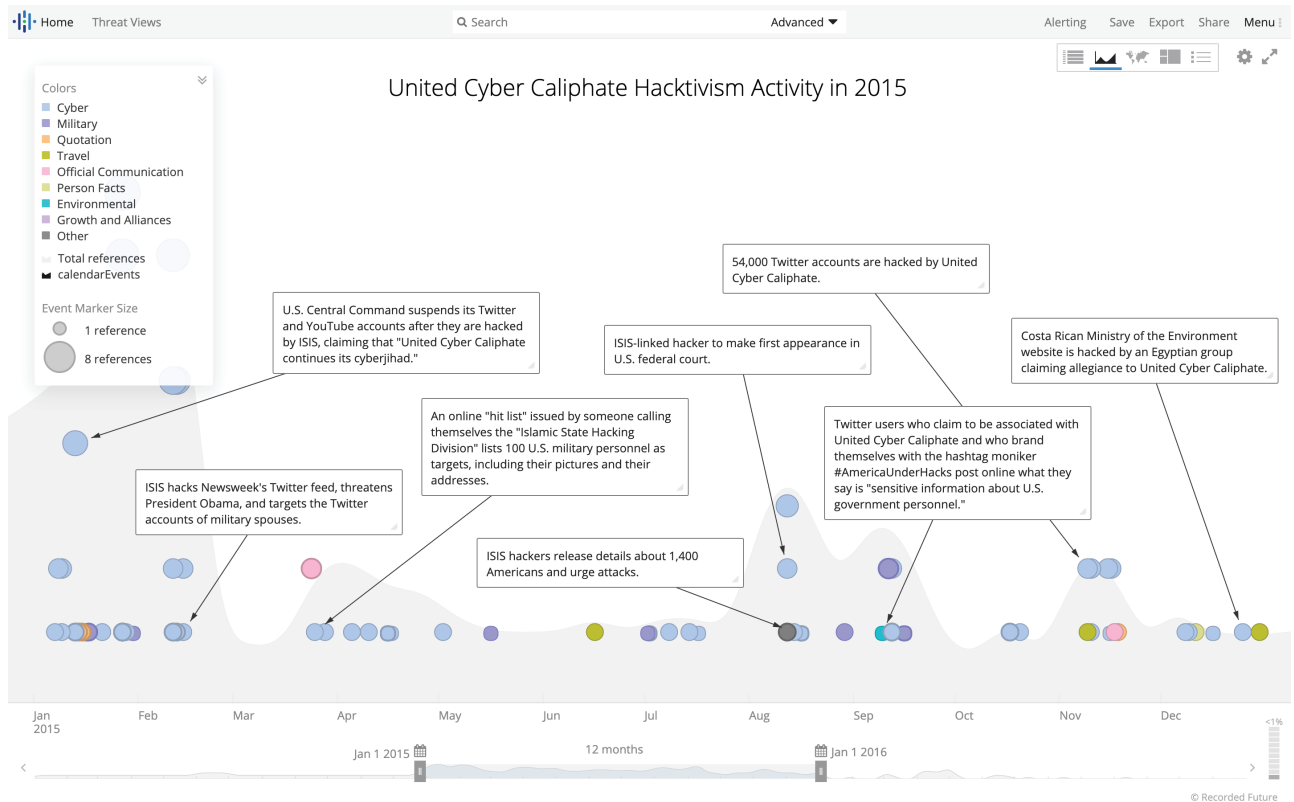 Home Threat Views Search Advanced Alerting Save Export Share Menu
United Cyber Caliphate Hacktivism Activity in 2015
Colors
Cyber
Military
Quotation
Travel
Official Communication
Person Facts
Environmental
Growth and Alliances
Other
Total references
calendarEvents
Event Marker Size
1 reference
8 references
U.S. Central Command suspends its Twitter
and YouTube accounts after they are hacked
by ISIS, claiming that "United Cyber Caliphate
continues its cyberjihad."
54,000 Twitter accounts are hacked by United
Cyber Caliphate.
ISIS-linked hacker to make first appearance in
U.S. federal court.
Costa Rican Ministry of the Environment
website is hacked by an Egyptian group
claiming allegiance to United Cyber Caliphate.
An online "hit list" issued by someone calling
themselves the "Islamic State Hacking
Division" lists 100 U.S. military personnel as
targets, including their pictures and their
addresses.
Twitter users who claim to be associated with
United Cyber Caliphate and who brand
themselves with the hashtag moniker
#AmericaUnderHacks post online what they
say is "sensitive information about U.S.
government personnel."
ISIS hacks Newsweek's Twitter feed, threatens
President Obama, and targets the Twitter
accounts of military spouses.
ISIS hackers release details about 1,400
Americans and urge attacks.
Jan Feb Mar Apr May Jun Jul Aug Sep Oct Nov Dec
2015
<1%
Jan 1 2015 12 months Jan 1 2016
© Recorded Future